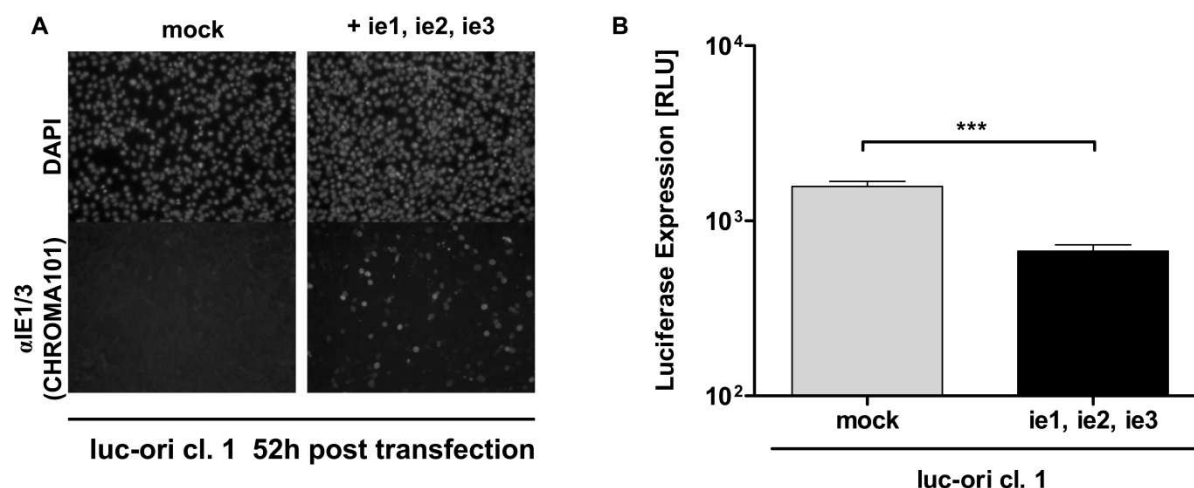 A
mock
+ ie1, ie2, ie3
DAPI
αIE1/3
(CHROMA101)
luc-ori cl. 1 52h post transfection
B
Luciferase Expression [RLU]
10⁴
10³
10²
***
mock
ie1, ie2, ie3
luc-ori cl. 1